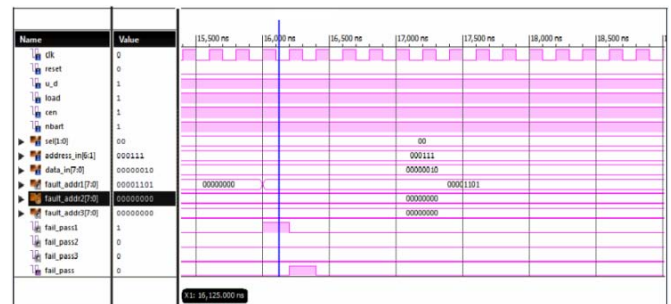 Name Value 15,500 ns 16,000 ns 16,500 ns 17,000 ns 17,500 ns 18,000 ns 18,500 ns
clk 0
reset 0
u_d 1
load 1
cen 1
nbart 1
sel[1:0] 00 00
address_in[6:1] 000111 000111
data_in[7:0] 00000010 00000010
fault_addr1[7:0] 00001101 00000000 00001101
fault_addr2[7:0] 00000000 00000000
fault_addr3[7:0] 00000000 00000000
fail_pass1 1
fail_pass2 0
fail_pass3 0
fail_pass 0
X1: 16,125.000 ns